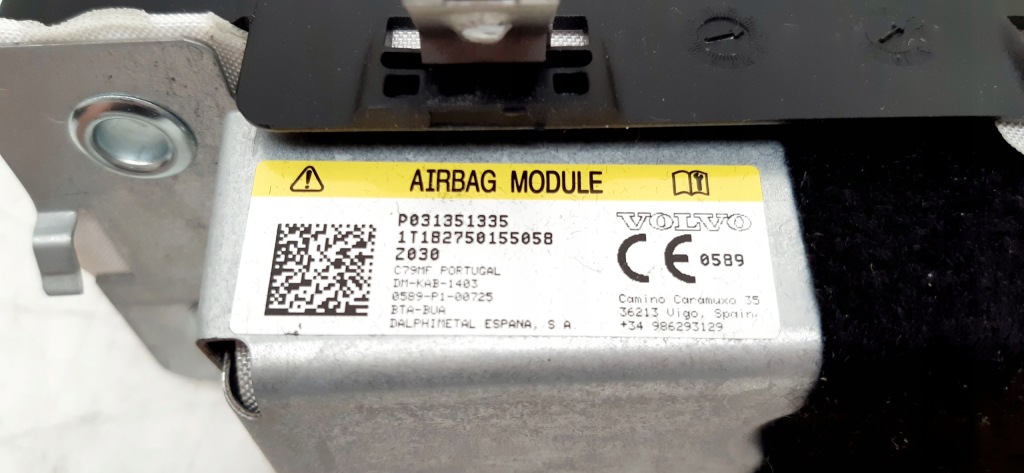 AIRBAG MODULE
P031351335
1T1B2750155058
Z030
C79MF PORTUGAL
DM-KAB-1403
0589-P1-00725
BTA-BUA
DALPHIMETAL ESPANA, S A
VOLVO
CE 0589
Camino Caramuxo 35
36213 Vigo, Spain,
+34 986293129